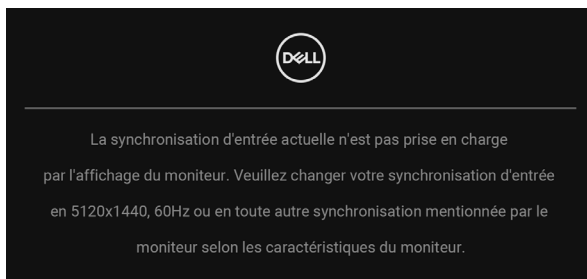 DELL
La synchronisation d'entrée actuelle n'est pas prise en charge
par l'affichage du moniteur. Veuillez changer votre synchronisation d'entrée
en 5120x1440, 60Hz ou en toute autre synchronisation mentionnée par le
moniteur selon les caractéristiques du moniteur.